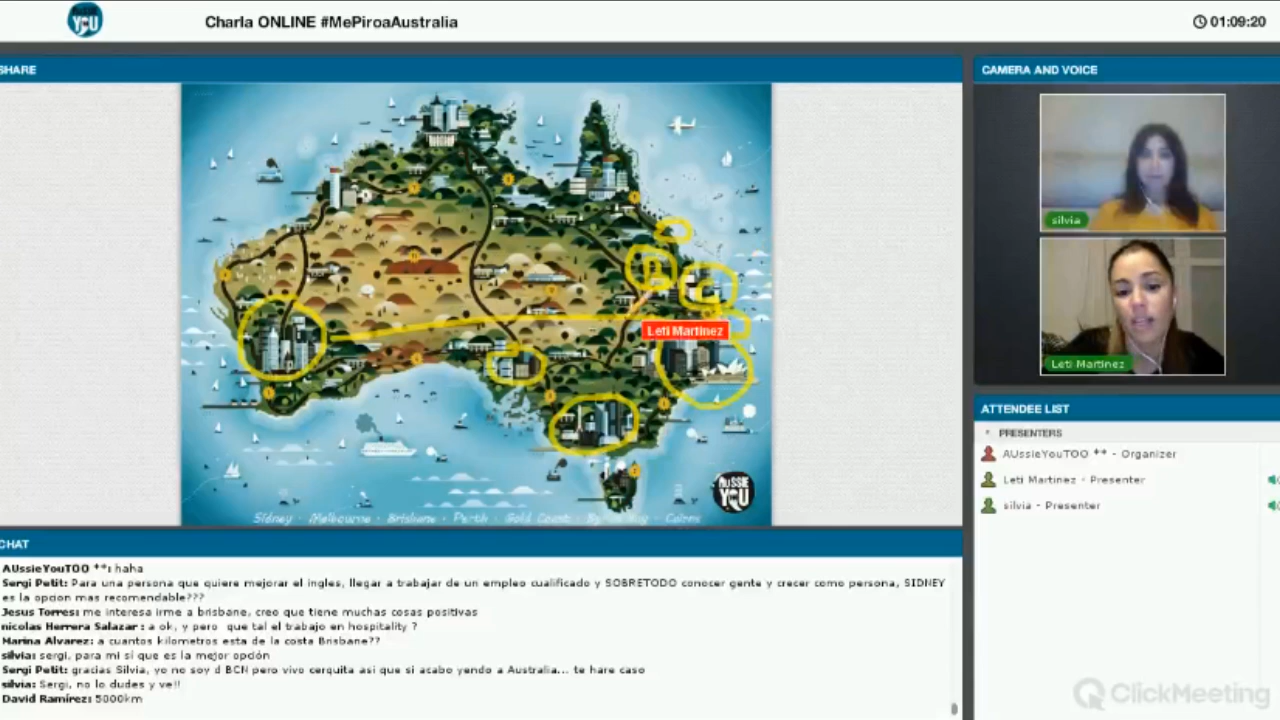 AUSSIE YOU
Charla ONLINE #MePiroaAustralia
01:09:20
SHARE
CAMERA AND VOICE
silvia
Leti Martinez
Leti Martinez
AUSSIE YOU
Sidney - Melbourne - Brisbane - Perth - Gold Coast - Cairns
ATTENDEE LIST
PRESENTERS
AUssieYouTOO ** - Organizer
Leti Martinez - Presenter
silvia - Presenter
CHAT
AUssieYouTOO **: haha
Sergi Petit: Para una persona que quiere mejorar el ingles, llegar a trabajar de un empleo cualificado y SOBRETODO conocer gente y crecer como persona, SIDNEY
es la opcion mas recomendable???
Jesus Torres: me interesa irme a brisbane, creo que tiene muchas cosas positivas
nicolas Herrera Salazar : a ok, y pero que tal el trabajo en hospitality ?
Marina Alvarez: a cuantos kilometros esta de la costa Brisbane??
silvia: sergi, para mi sí que es la mejor opción
Sergi Petit: gracias Silvia, yo no soy d BCN pero vivo cerquita asi que si acabo yendo a Australia... te hare caso
silvia: Sergi, no lo dudes y ve!!
David Ramírez: 5000km
ClickMeeting